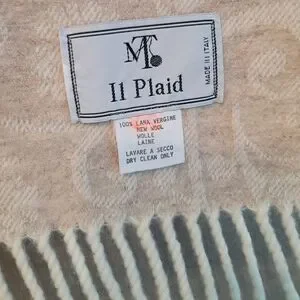 MT
Il Plaid
MADE IN ITALY
100% LANA VERGINE
NEW WOOL
WOLLE
LAINE
LAVARE A SECCO
DRY CLEAN ONLY